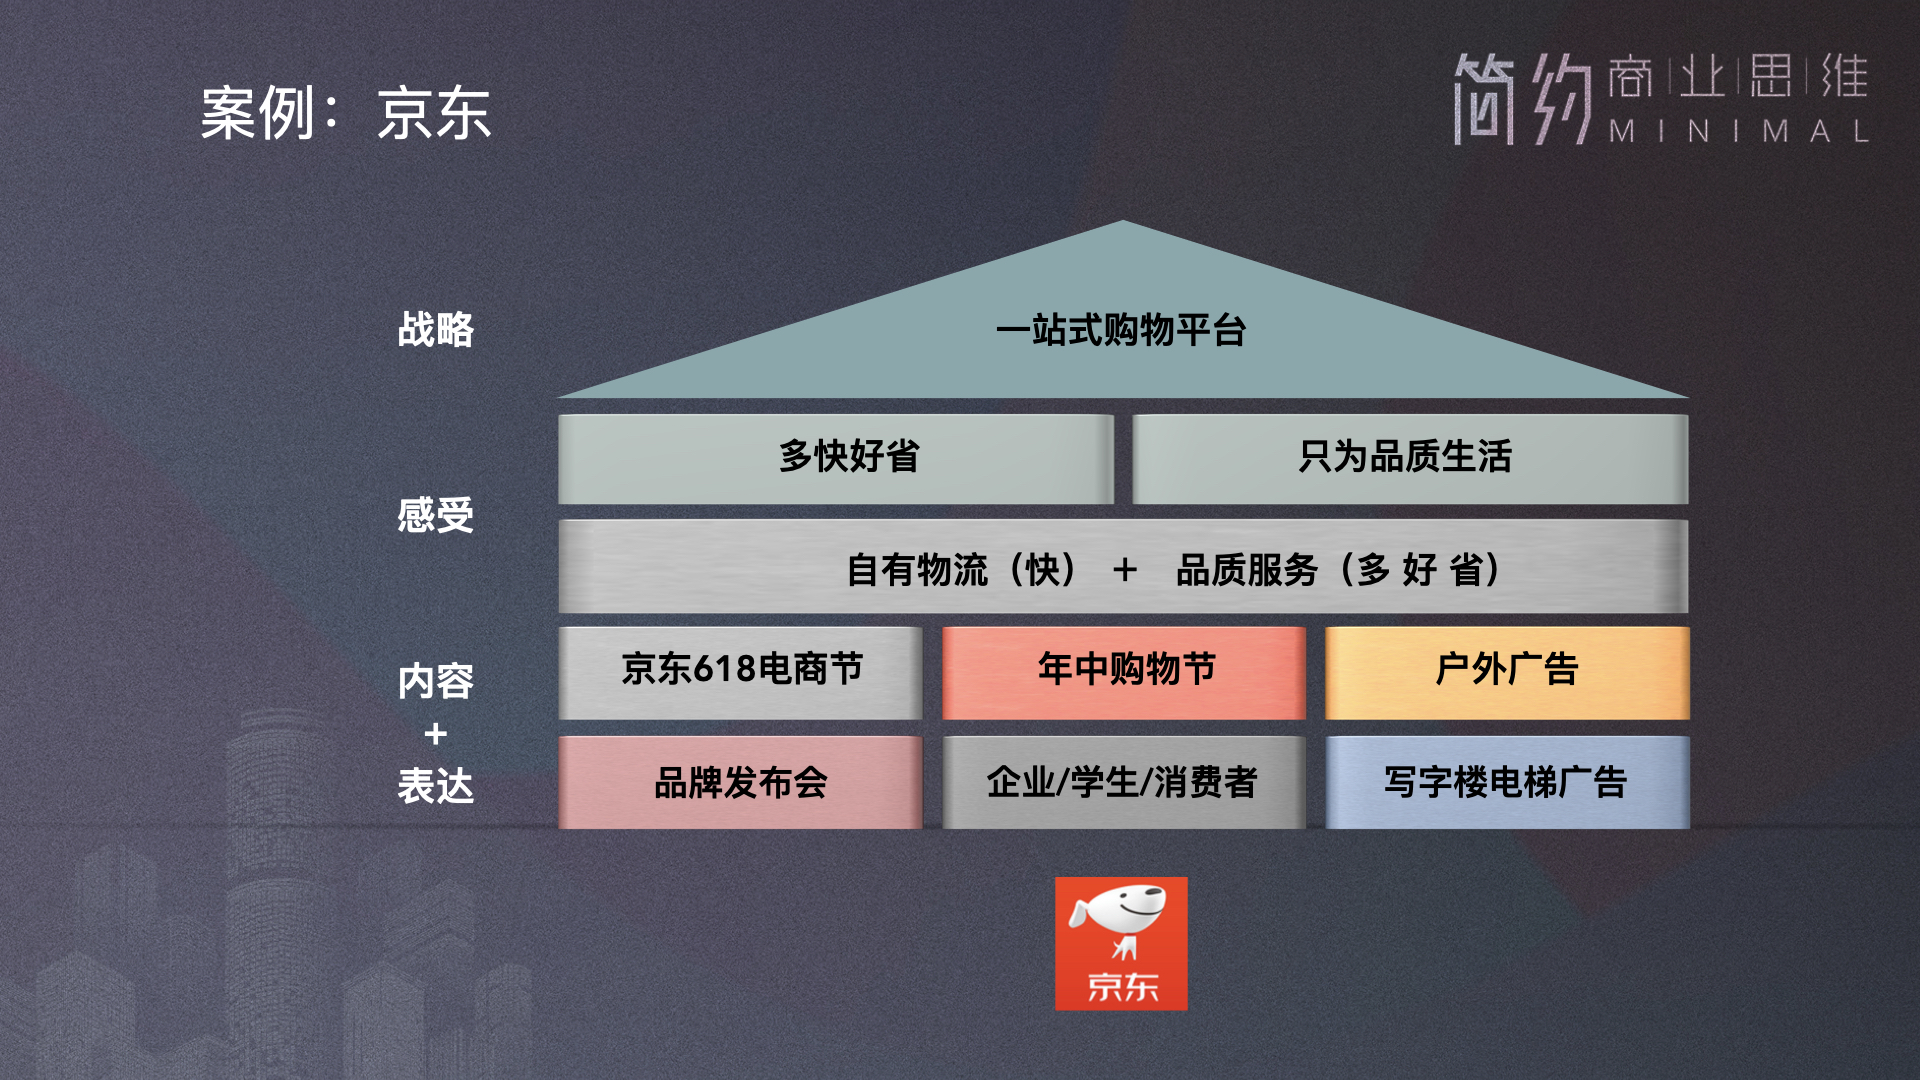 案例：京东
简约 商业思维
MINIMAL
战略
一站式购物平台
感受
多快好省
只为品质生活
自有物流（快） + 品质服务（多 好 省）
内容
+
表达
京东618电商节
年中购物节
户外广告
品牌发布会
企业/学生/消费者
写字楼电梯广告
京东